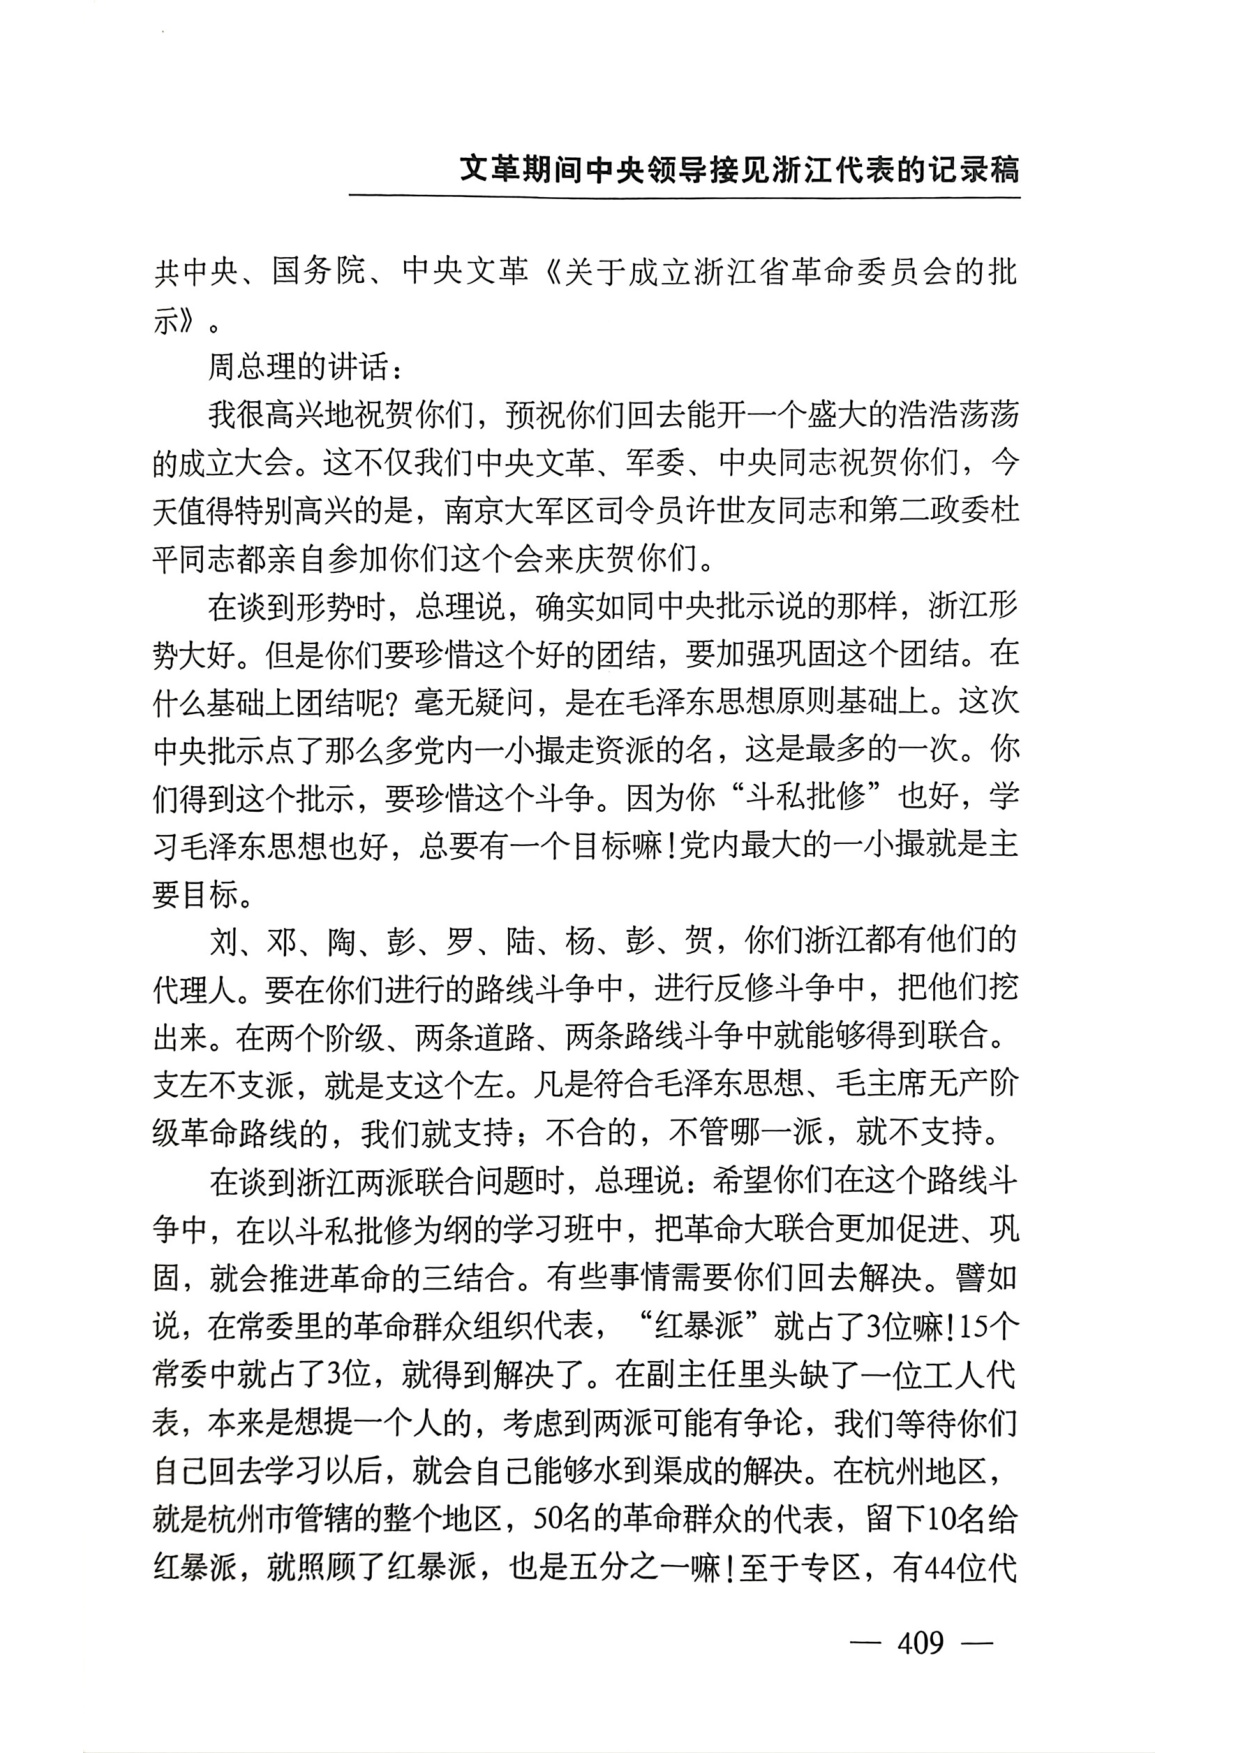 文革期间中央领导接见浙江代表的记录稿
共中央、国务院、中央文革《关于成立浙江省革命委员会的批
示》。
周总理的讲话：
我很高兴地祝贺你们，预祝你们回去能开一个盛大的浩浩荡荡
的成立大会。这不仅我们中央文革、军委、中央同志祝贺你们，今
天值得特别高兴的是，南京大军区司令员许世友同志和第二政委杜
平同志都亲自参加你们这个会来庆贺你们。
在谈到形势时，总理说，确实如同中央批示说的那样，浙江形
势大好。但是你们要珍惜这个好的团结，要加强巩固这个团结。在
什么基础上团结呢？毫无疑问，是在毛泽东思想原则基础上。这次
中央批示点了那么多党内一小撮走资派的名，这是最多的一次。你
们得到这个批示，要珍惜这个斗争。因为你“斗私批修”也好，学
习毛泽东思想也好，总要有一个目标嘛！党内最大的一小撮就是主
要目标。
刘、邓、陶、彭、罗、陆、杨、彭、贺，你们浙江都有他们的
代理人。要在你们进行的路线斗争中，进行反修斗争中，把他们挖
出来。在两个阶级、两条道路、两条路线斗争中就能够得到联合。
支左不支派，就是支这个左。凡是符合毛泽东思想、毛主席无产阶
级革命路线的，我们就支持；不合的，不管哪一派，就不支持。
在谈到浙江两派联合问题时，总理说：希望你们在这个路线斗
争中，在以斗私批修为纲的学习班中，把革命大联合更加促进、巩
固，就会推进革命的三结合。有些事情需要你们回去解决。譬如
说，在常委里的革命群众组织代表，“红暴派”就占了3位嘛！15个
常委中就占了3位，就得到解决了。在副主任里头缺了一位工人代
表，本来是想提一个人的，考虑到两派可能有争论，我们等待你们
自己回去学习以后，就会自己能够水到渠成的解决。在杭州地区，
就是杭州市管辖的整个地区，50名的革命群众的代表，留下10名给
红暴派，就照顾了红暴派，也是五分之一嘛！至于专区，有44位代
— 409 —